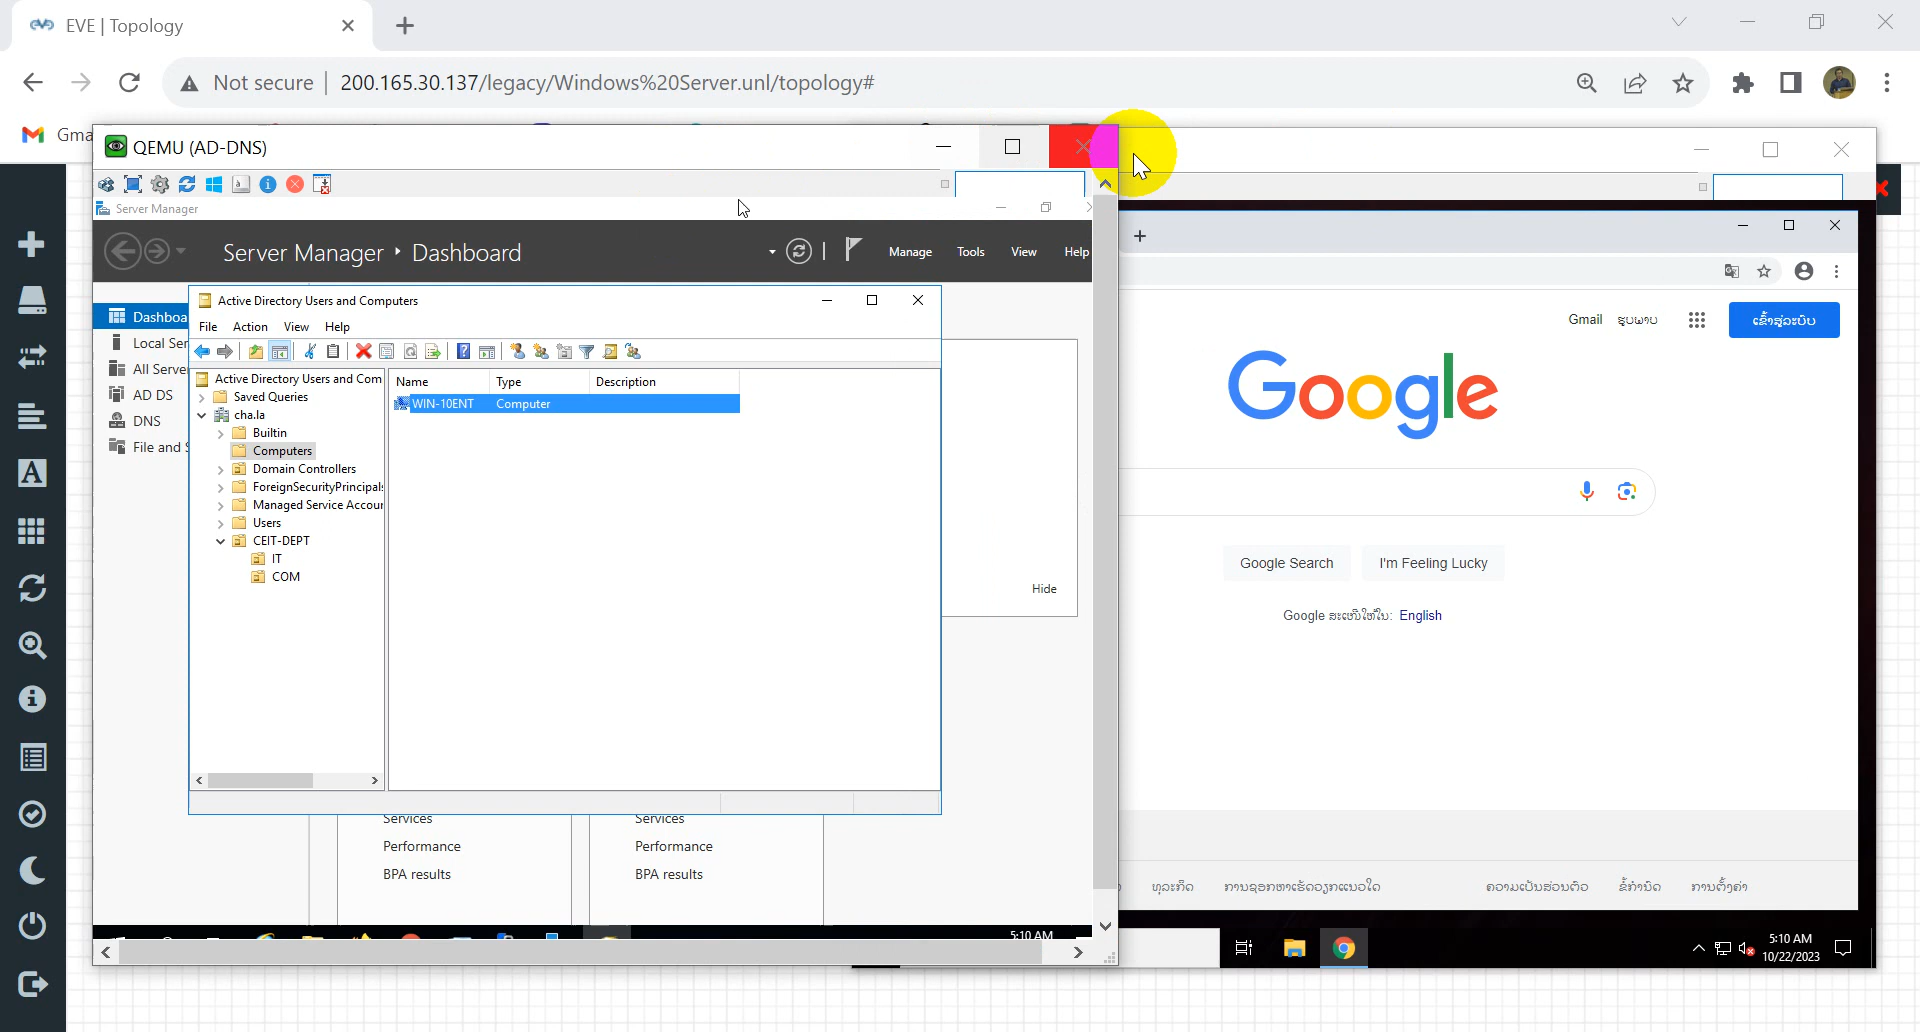 EVE | Topology
Not secure
200.165.30.137/legacy/Windows%20Server.unl/topology#
Gma
QEMU (AD-DNS)
Server Manager
Server Manager
Dashboard
Manage
Tools
View
Help
Dashboa
Local Ser
All Serve
AD DS
DNS
File and S
Active Directory Users and Computers
File
Action
View
Help
Active Directory Users and Com
Saved Queries
cha.la
Builtin
Computers
Domain Controllers
ForeignSecurityPrincipals
Managed Service Accour
Users
CEIT-DEPT
IT
COM
Name
Type
Description
WIN-10ENT
Computer
Hide
Services
Performance
BPA results
Services
Performance
BPA results
5:10 AM
Gmail
ຮູບພາບ
ເຂົ້າສູ່ລະບົບ
Google
Google Search
I'm Feeling Lucky
Google ສະເໜີໃຫ້ໃນ: English
ທຸລະກິດ
ການຊອກຫາເຮັດວຽກແນວໃດ
ຄວາມເປັນສ່ວນຕົວ
ຂໍ້ກຳນົດ
ການຕັ້ງຄ່າ
5:10 AM
10/22/2023